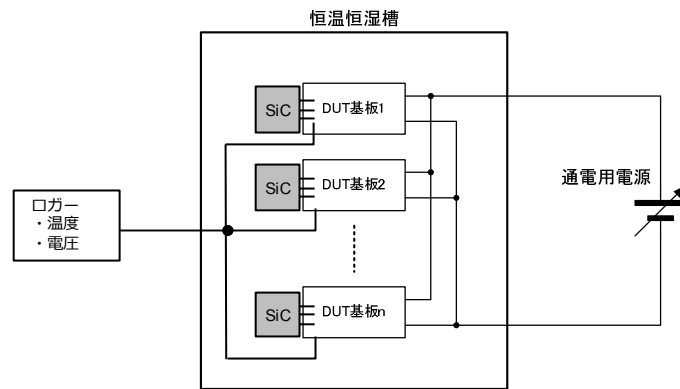 恒温恒湿槽
SiC
DUT基板1
SiC
DUT基板2
通電用電源
ロガー
・温度
・電圧
SiC
DUT基板n